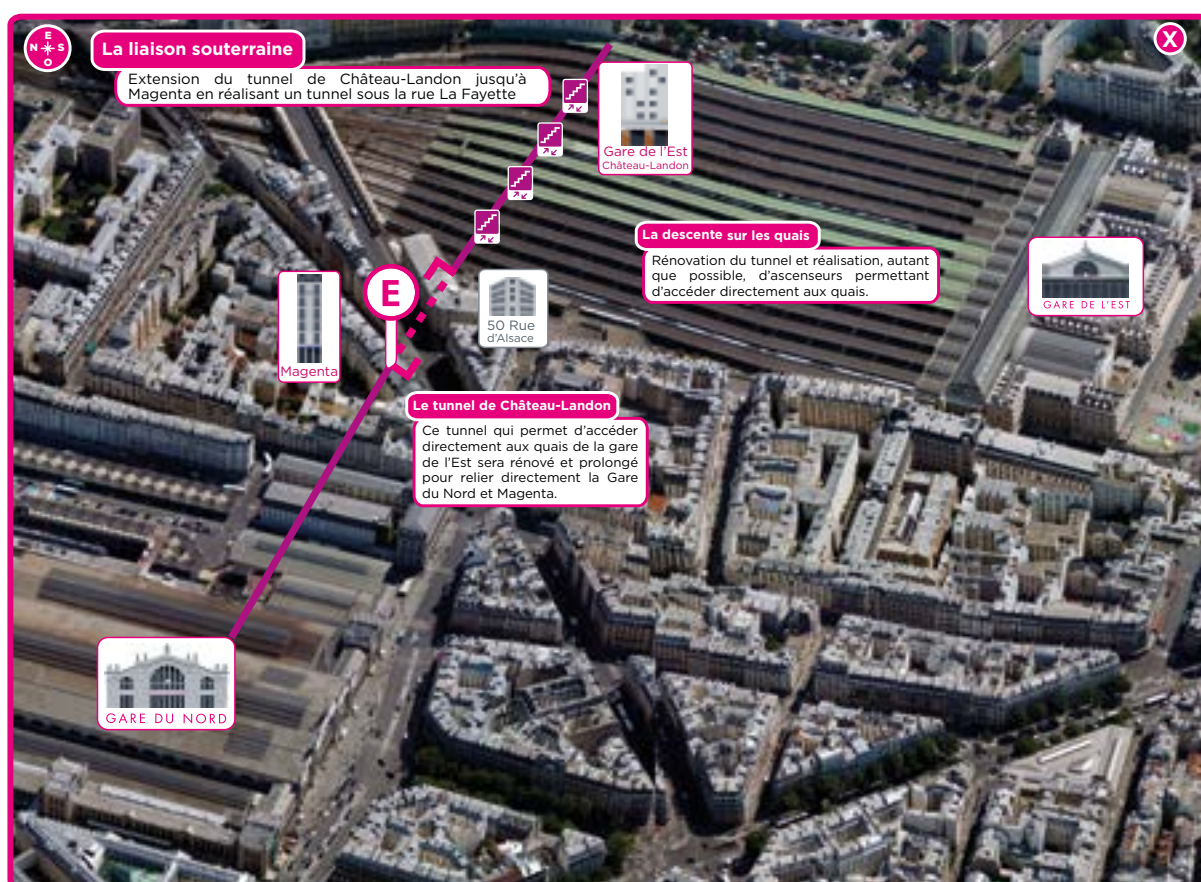 E
N S
O
La liaison souterraine
X
Extension du tunnel de Château-Landon jusqu'à
Magenta en réalisant un tunnel sous la rue La Fayette
Gare de l'Est
Château-Landon
La descente sur les quais
Rénovation du tunnel et réalisation, autant
que possible, d'ascenseurs permettant
d'accéder directement aux quais.
GARE DE L'EST
E
50 Rue
d'Alsace
Magenta
Le tunnel de Château-Landon
Ce tunnel qui permet d'accéder
directement aux quais de la gare
de l'Est sera rénové et prolongé
pour relier directement la Gare
du Nord et Magenta.
GARE DU NORD